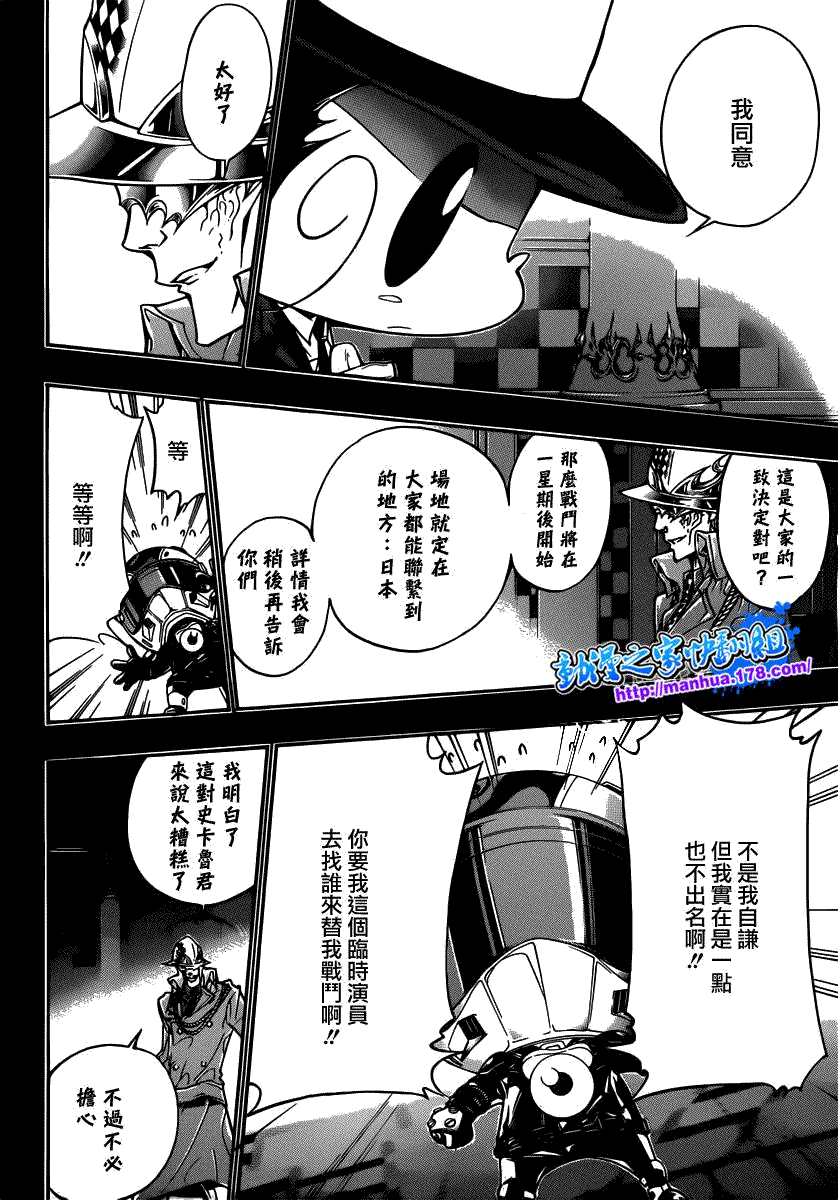 我同意
太好了
這是大家的一
致決定對吧？
那麼戰鬥將在
一星期後開始
場地就定在
大家都能聯繫到
的地方：日本
詳情我會
稍後再告訴
你們
等
等等啊!!
動漫之家汉化組
http://manhua.178.com/
不是我自謙
但我實在是一點
也不出名啊!!
你要我這個臨時演員
去找誰來替我戰鬥啊!!
我明白了
這對史卡魯君
來說太糟糕了
不過不必
擔心